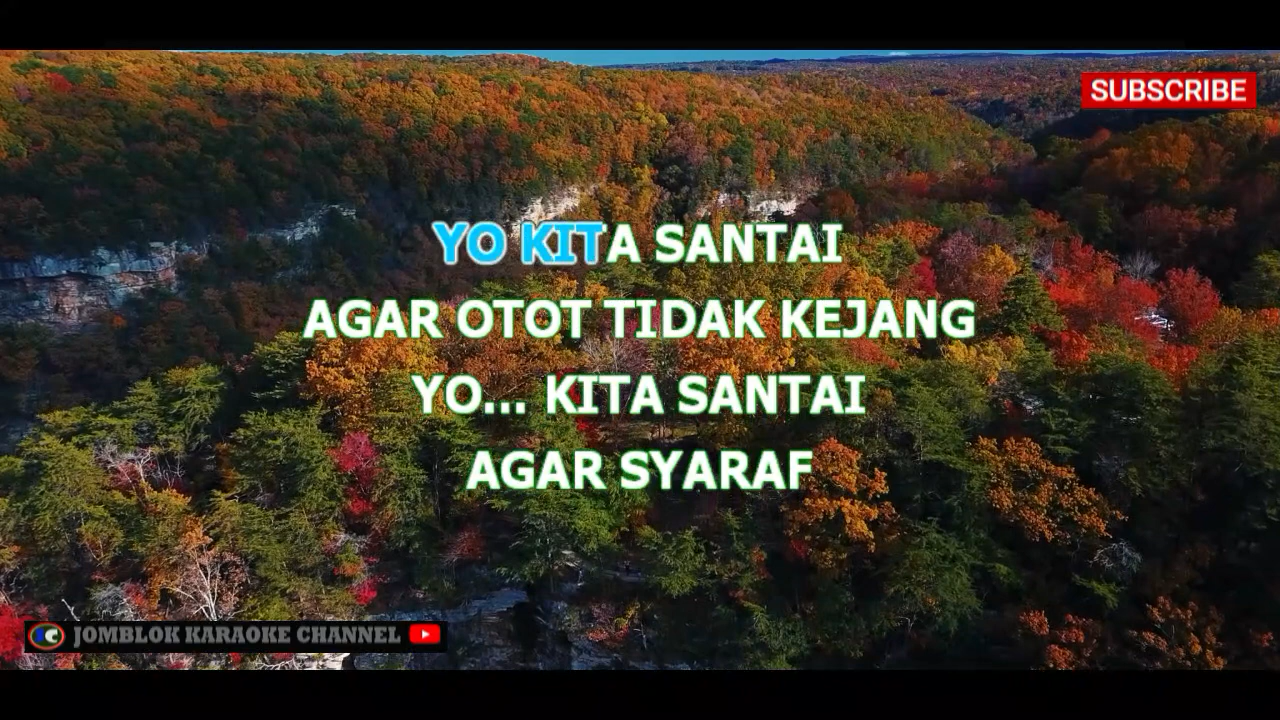 SUBSCRIBE
YO KITA SANTAI
AGAR OTOT TIDAK KEJANG
YO... KITA SANTAI
AGAR SYARAF
JOMBLOK KARAOKE CHANNEL